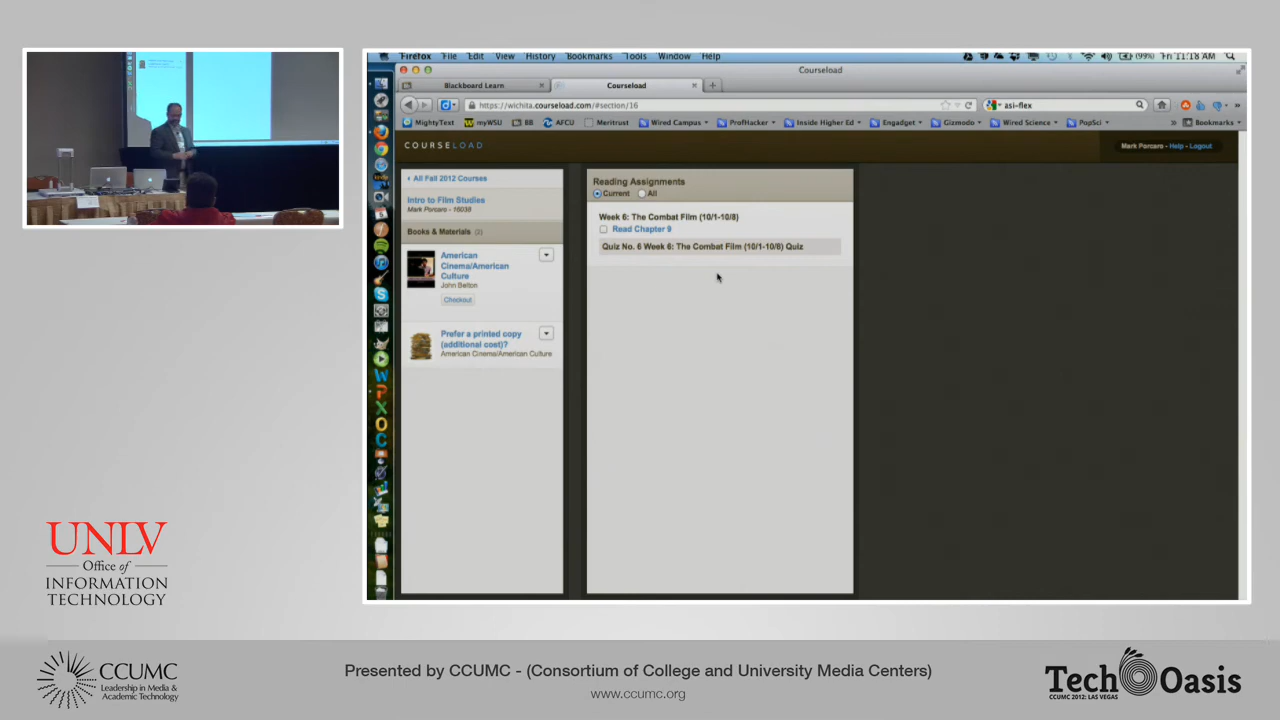 Firefox File Edit View History Bookmarks Tools Window Help
(99%) Fri 11:18 AM
Courseload
Blackboard Learn
Courseload
https://wichita.courseload.com/#section/16
asi-flex
MightyText
myWSU
BB
AFCU
Meritrust
Wired Campus
ProfHacker
Inside Higher Ed
Engadget
Gizmodo
Wired Science
PopSci
Bookmarks
COURSELOAD
Mark Porcaro - Help - Logout
‹ All Fall 2012 Courses
Intro to Film Studies
Mark Porcaro - 16038
Books & Materials (2)
American
Cinema/American
Culture
John Belton
Checkout
Prefer a printed copy
(additional cost)?
American Cinema/American Culture
Reading Assignments
Current All
Week 6: The Combat Film (10/1-10/8)
Read Chapter 9
Quiz No. 6 Week 6: The Combat Film (10/1-10/8) Quiz
UNLV
Office of
INFORMATION
TECHNOLOGY
CCUMC
Leadership in Media &
Academic Technology
Presented by CCUMC - (Consortium of College and University Media Centers)
www.ccumc.org
Tech Oasis
CCUMC 2012: LAS VEGAS